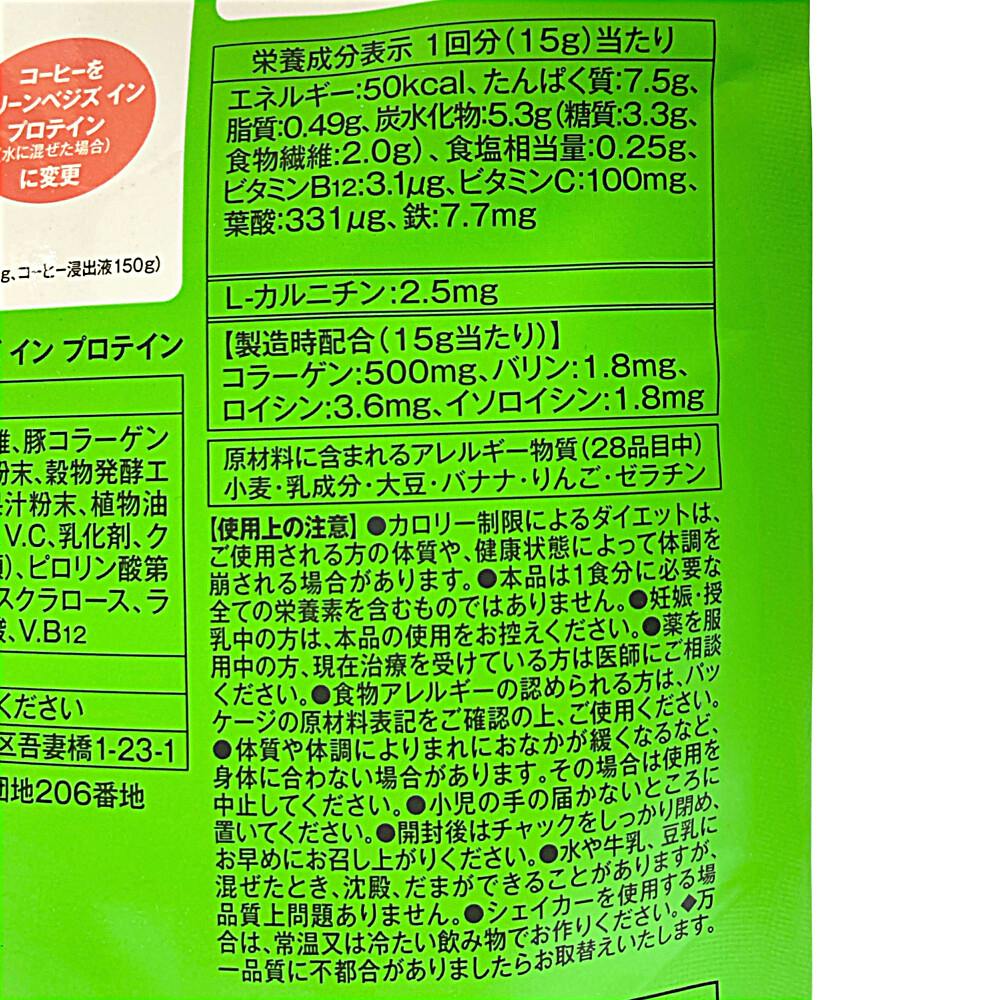 コーヒーを
リーンベジズ イン
プロテイン
(水に混ぜた場合)
に変更
g、コーヒー浸出液150g)
イン プロテイン
、豚コラーゲン
粉末、穀物発酵エ
汁粉末、植物油
V.C、乳化剤、ク
)、ピロリン酸第
スクラロース、ラ
、V.B12
ください
区吾妻橋1-23-1
団地206番地
栄養成分表示 1回分(15g)当たり
エネルギー:50kcal、たんぱく質:7.5g、
脂質:0.49g、炭水化物:5.3g(糖質:3.3g、
食物繊維:2.0g)、食塩相当量:0.25g、
ビタミンB12:3.1μg、ビタミンC:100mg、
葉酸:331μg、鉄:7.7mg
L-カルニチン:2.5mg
【製造時配合(15g当たり)】
コラーゲン:500mg、バリン:1.8mg、
ロイシン:3.6mg、イソロイシン:1.8mg
原材料に含まれるアレルギー物質(28品目中)
小麦・乳成分・大豆・バナナ・りんご・ゼラチン
【使用上の注意】●カロリー制限によるダイエットは、
ご使用される方の体質や、健康状態によって体調を
崩される場合があります。●本品は1食分に必要な
全ての栄養素を含むものではありません。●妊娠・授
乳中の方は、本品の使用をお控えください。●薬を服
用中の方、現在治療を受けている方は医師にご相談
ください。●食物アレルギーの認められる方は、パッ
ケージの原材料表記をご確認の上、ご使用ください。
●体質や体調によりまれにおなかが緩くなるなど、
身体に合わない場合があります。その場合は使用を
中止してください。●小児の手の届かないところに
置いてください。●開封後はチャックをしっかり閉め、
お早めにお召し上がりください。●水や牛乳、豆乳に
混ぜたとき、沈殿、だまができることがありますが、
品質上問題ありません。●シェイカーを使用する場
合は、常温又は冷たい飲み物でお作りください。◆万
一品質に不都合がありましたらお取替えいたします。